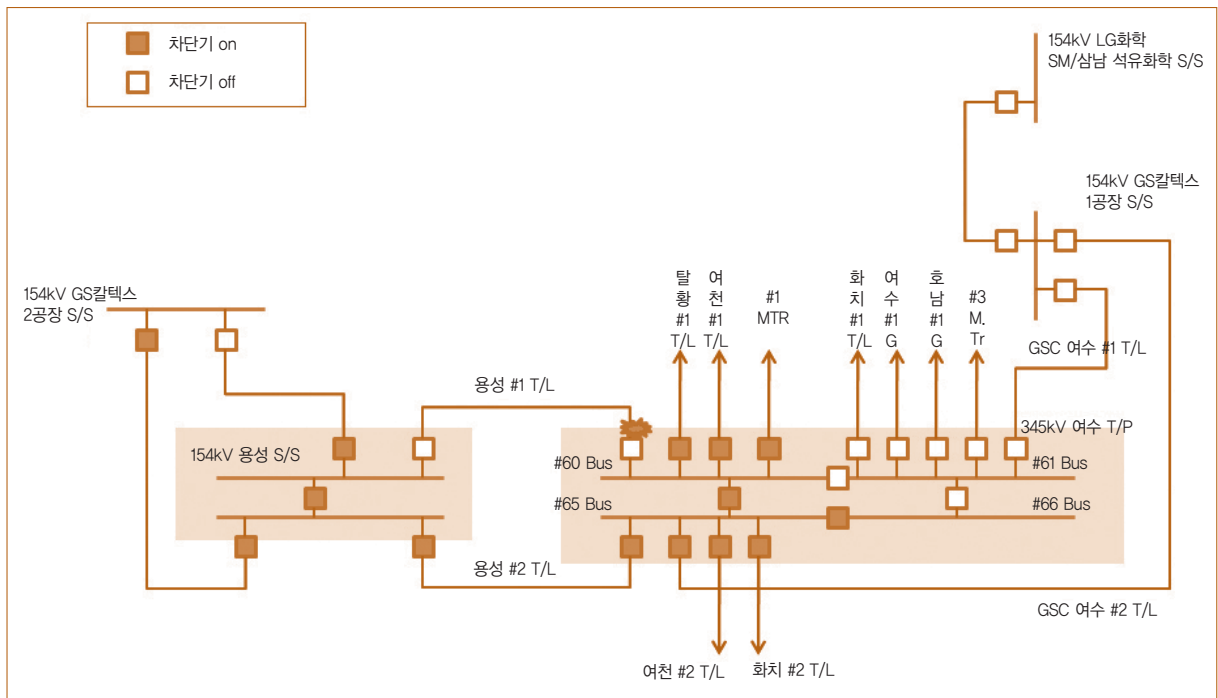 차단기 on
차단기 off
154kV LG화학
SM/삼남 석유화학 S/S
154kV GS칼텍스
1공장 S/S
154kV GS칼텍스
2공장 S/S
탈황 #1 T/L
여천 #1 T/L
#1 MTR
화치 #1 T/L
여수 #1 G
호남 #1 G
#3 M. Tr
GSC 여수 #1 T/L
용성 #1 T/L
345kV 여수 T/P
154kV 용성 S/S
#60 Bus
#61 Bus
#65 Bus
#66 Bus
용성 #2 T/L
GSC 여수 #2 T/L
여천 #2 T/L
화치 #2 T/L